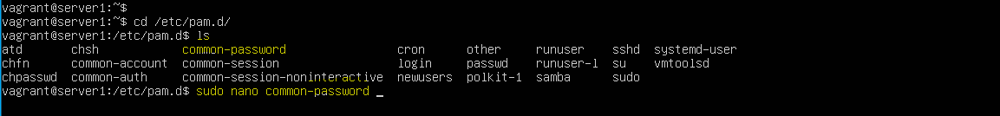 vagrant@server1:~$
vagrant@server1:~$ cd /etc/pam.d/
vagrant@server1:/etc/pam.d$ ls
atd      chsh            common-password                cron      other     runuser    sshd  systemd-user
chfn     common-account  common-session                 login     passwd    runuser-l  su    vmtoolsd
chpasswd common-auth     common-session-noninteractive  newusers  polkit-1  samba      sudo
vagrant@server1:/etc/pam.d$ sudo nano common-password _